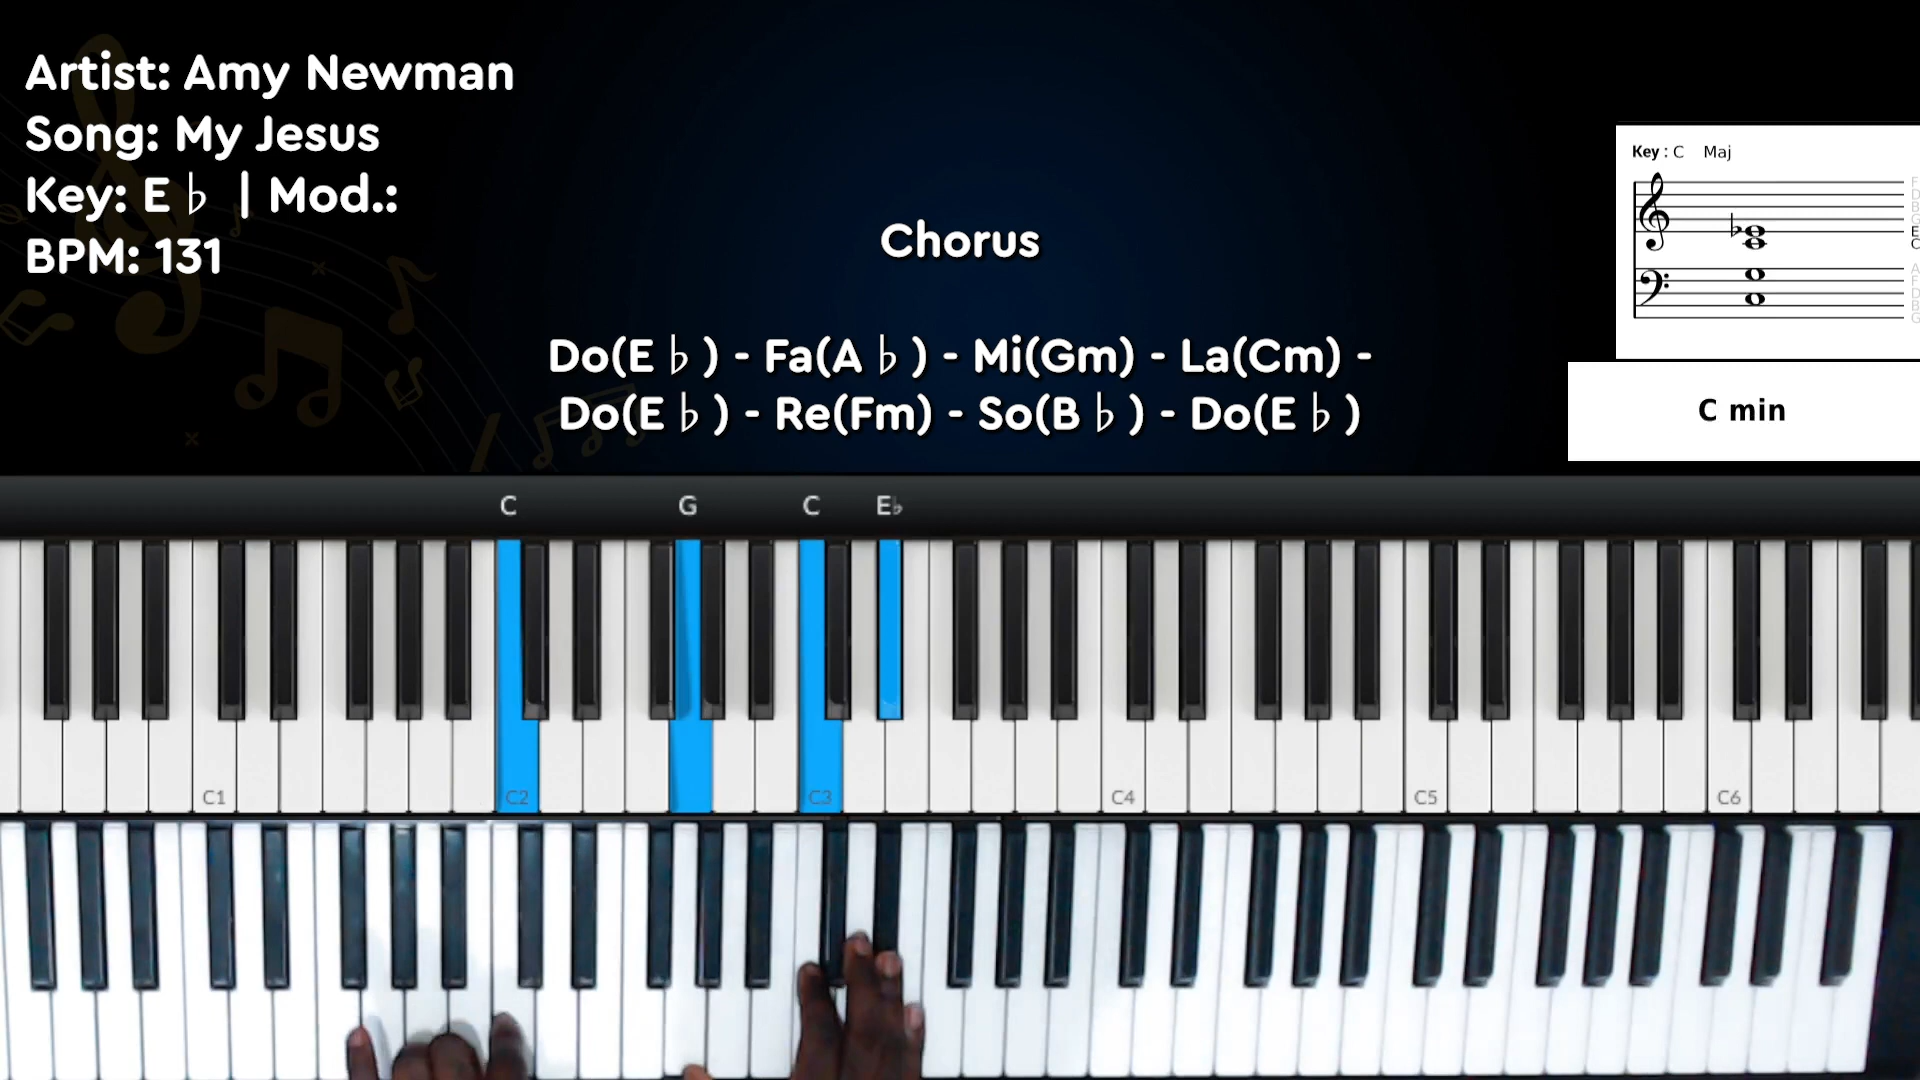 Artist: Amy Newman
Song: My Jesus
Key: E♭ | Mod.:
BPM: 131
Chorus
Do(E♭) - Fa(A♭) - Mi(Gm) - La(Cm) -
Do(E♭) - Re(Fm) - So(B♭) - Do(E♭)
Key : C Maj
C min
C G C E♭
C1 C2 C3 C4 C5 C6